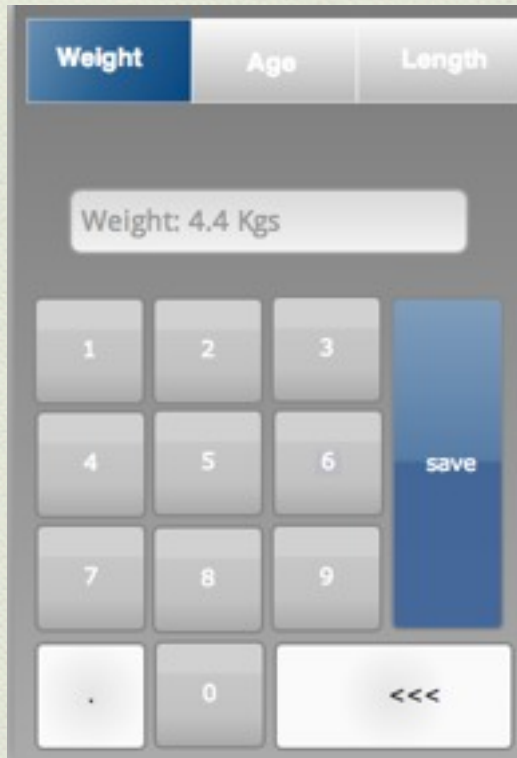 Weight Age Length
Weight: 4.4 Kgs
1 2 3
4 5 6 save
7 8 9
. 0 <<<